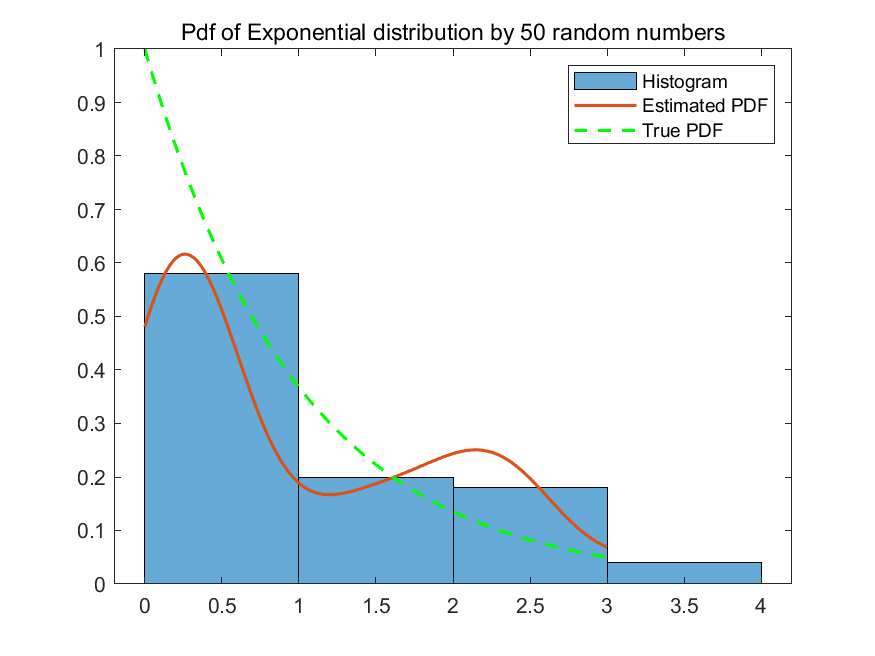 Pdf of Exponential distribution by 50 random numbers
Histogram
Estimated PDF
True PDF
1
0.9
0.8
0.7
0.6
0.5
0.4
0.3
0.2
0.1
0
0 0.5 1 1.5 2 2.5 3 3.5 4